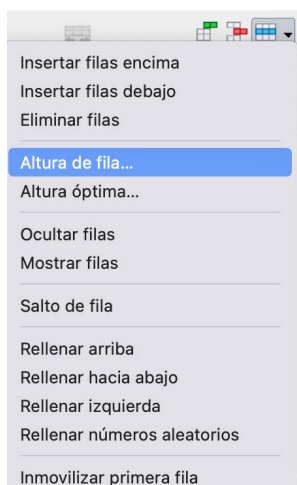 Insertar filas encima
Insertar filas debajo
Eliminar filas
Altura de fila...
Altura óptima...
Ocultar filas
Mostrar filas
Salto de fila
Rellenar arriba
Rellenar hacia abajo
Rellenar izquierda
Rellenar números aleatorios
Inmovilizar primera fila